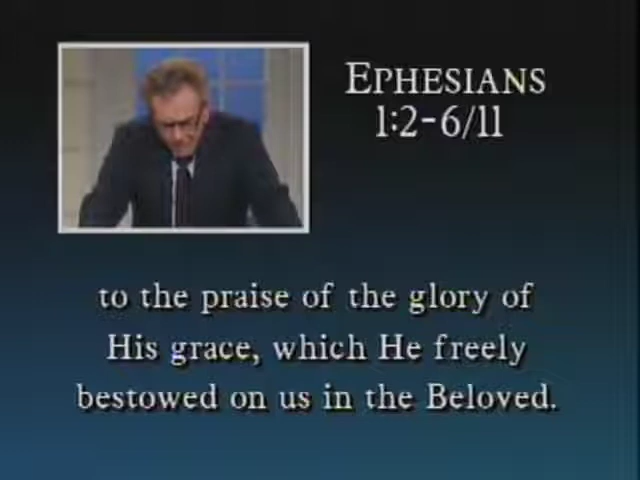 EPHESIANS
1:2-6/11
to the praise of the glory of
His grace, which He freely
bestowed on us in the Beloved.